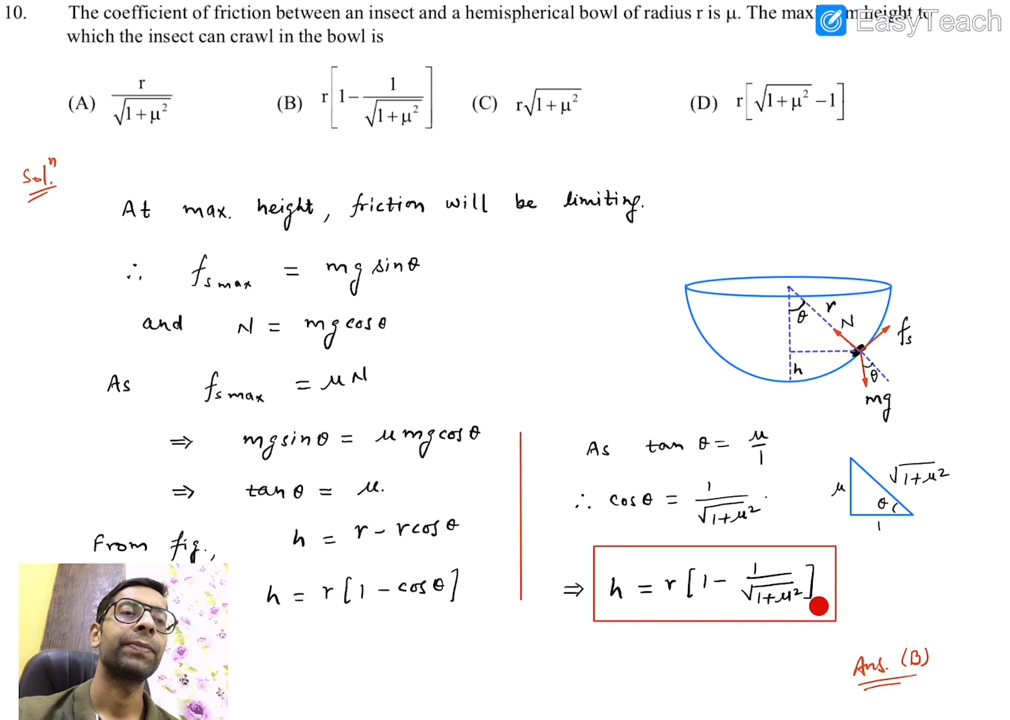 10. The coefficient of friction between an insect and a hemispherical bowl of radius r is μ. The max height to
which the insect can crawl in the bowl is
EasyTeach
(A) r/√(1+μ²) (B) r[1 − 1/√(1+μ²)] (C) r√(1+μ²) (D) r[√(1+μ²) −1]
Solⁿ
At max. height, friction will be limiting.
∴ fs max = mg sinθ
and N = mg cosθ
As fs max = μN
⇒ mg sinθ = μ mg cosθ
⇒ tanθ = μ.
From fig., h = r − r cosθ
h = r[1 − cosθ]
θ r N fs
h θ
mg
As tanθ = μ/1
∴ cosθ = 1/√(1+μ²)
μ √(1+μ²)
θ
1
⇒ h = r[1 − 1/√(1+μ²)]
Ans. (B)